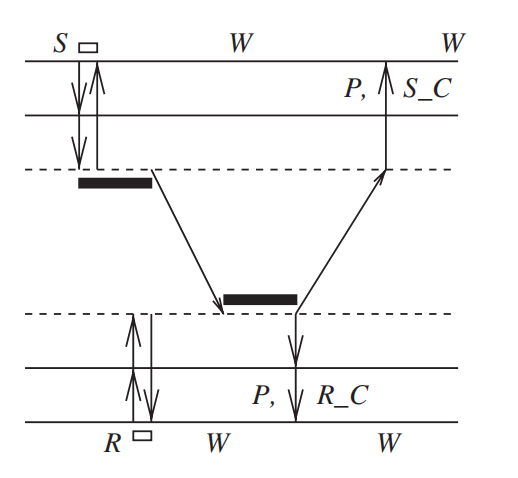 S W W
P, S_C
P, R_C
R W W